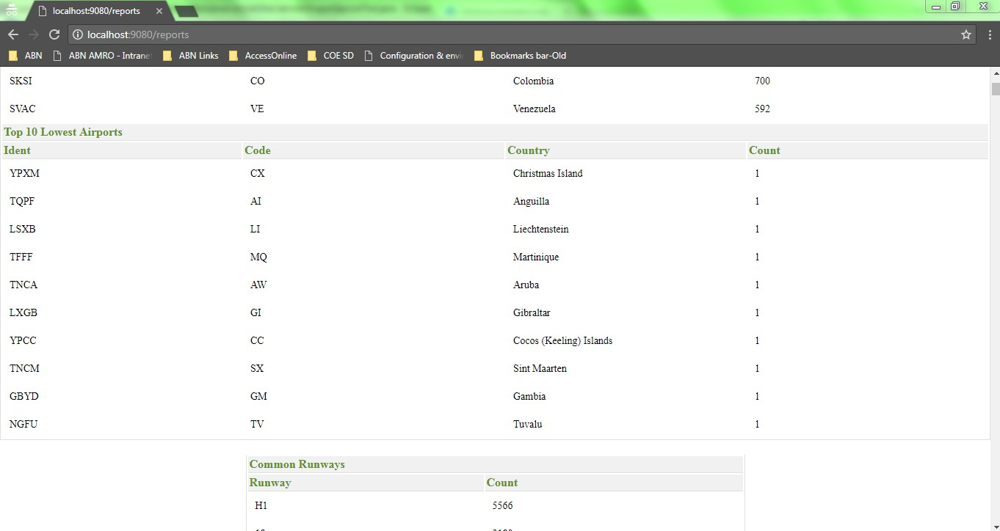 localhost:9080/reports
localhost:9080/reports
ABN ABN AMRO - Intrane ABN Links AccessOnline COE SD Configuration & envi Bookmarks bar-Old
SKSI CO Colombia 700
SVAC VE Venezuela 592
Top 10 Lowest Airports
Ident Code Country Count
YPXM CX Christmas Island 1
TQPF AI Anguilla 1
LSXB LI Liechtenstein 1
TFFF MQ Martinique 1
TNCA AW Aruba 1
LXGB GI Gibraltar 1
YPCC CC Cocos (Keeling) Islands 1
TNCM SX Sint Maarten 1
GBYD GM Gambia 1
NGFU TV Tuvalu 1
Common Runways
Runway Count
H1 5566